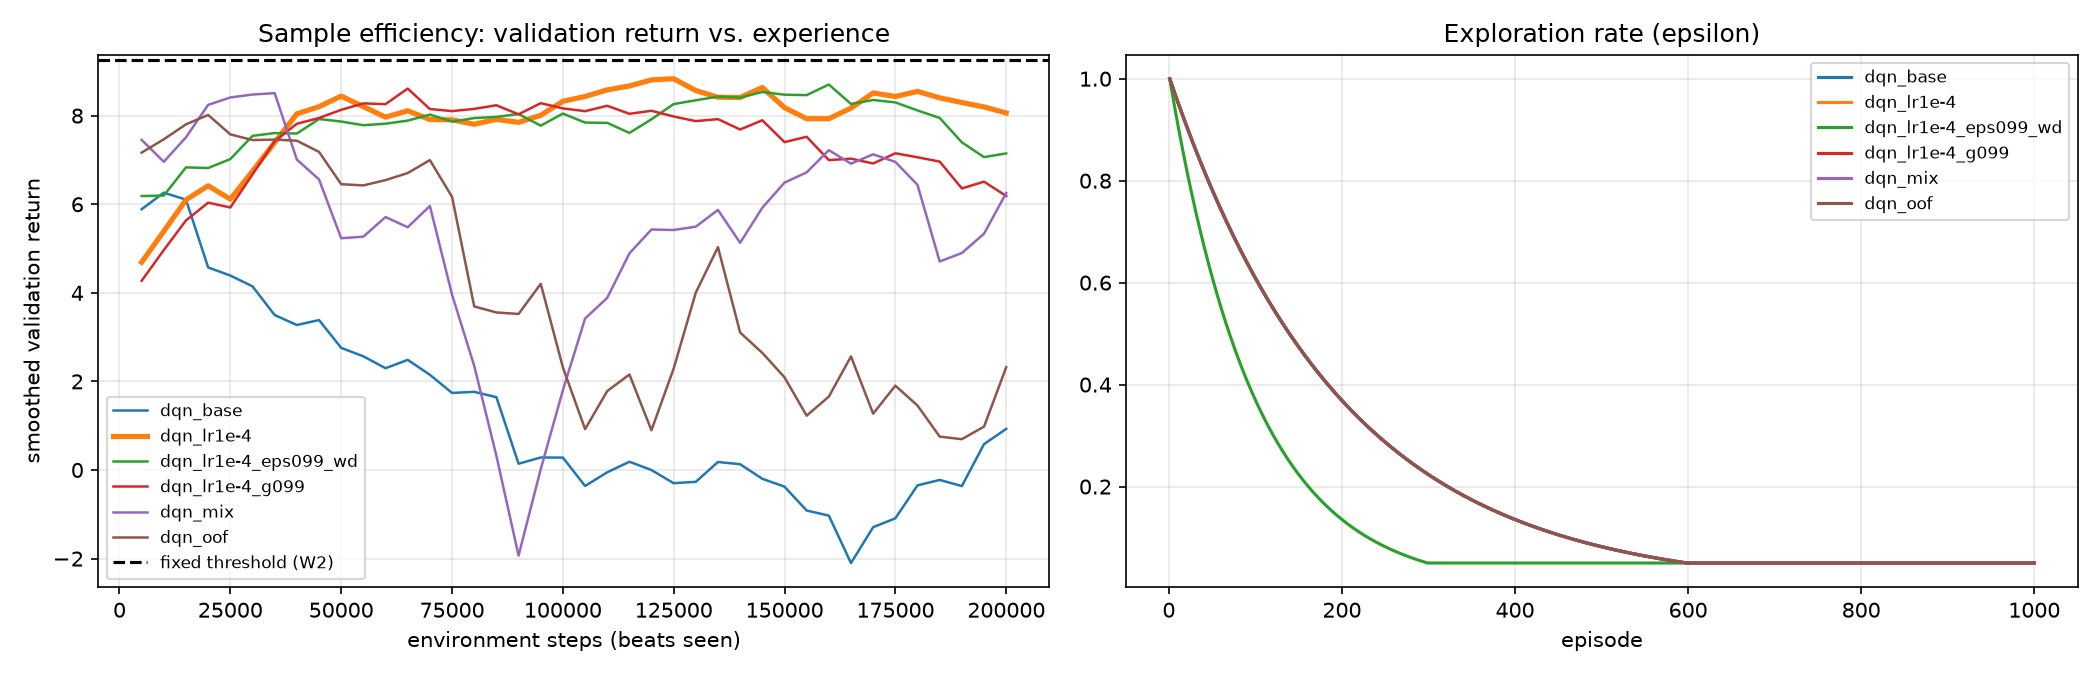 Sample efficiency: validation return vs. experience
smoothed validation return
8
6
4
2
0
−2
dqn_base
dqn_lr1e-4
dqn_lr1e-4_eps099_wd
dqn_lr1e-4_g099
dqn_mix
dqn_oof
fixed threshold (W2)
0 25000 50000 75000 100000 125000 150000 175000 200000
environment steps (beats seen)
Exploration rate (epsilon)
1.0
0.8
0.6
0.4
0.2
dqn_base
dqn_lr1e-4
dqn_lr1e-4_eps099_wd
dqn_lr1e-4_g099
dqn_mix
dqn_oof
0 200 400 600 800 1000
episode